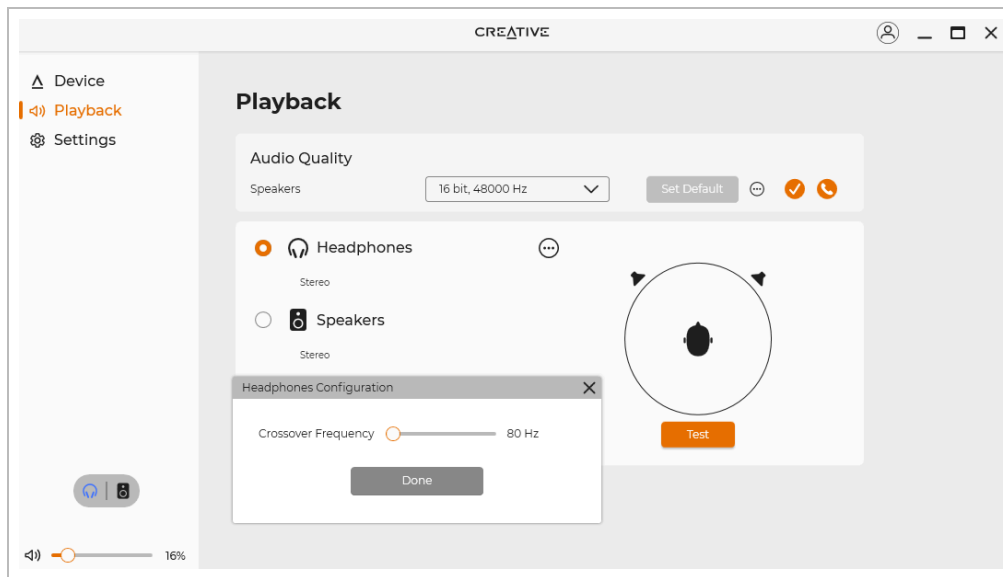 CREATIVE
Device
Playback
Settings
Playback
Audio Quality
Speakers
16 bit, 48000 Hz
Set Default
Headphones
Stereo
Speakers
Stereo
Headphones Configuration
Crossover Frequency 80 Hz
Done
Test
16%